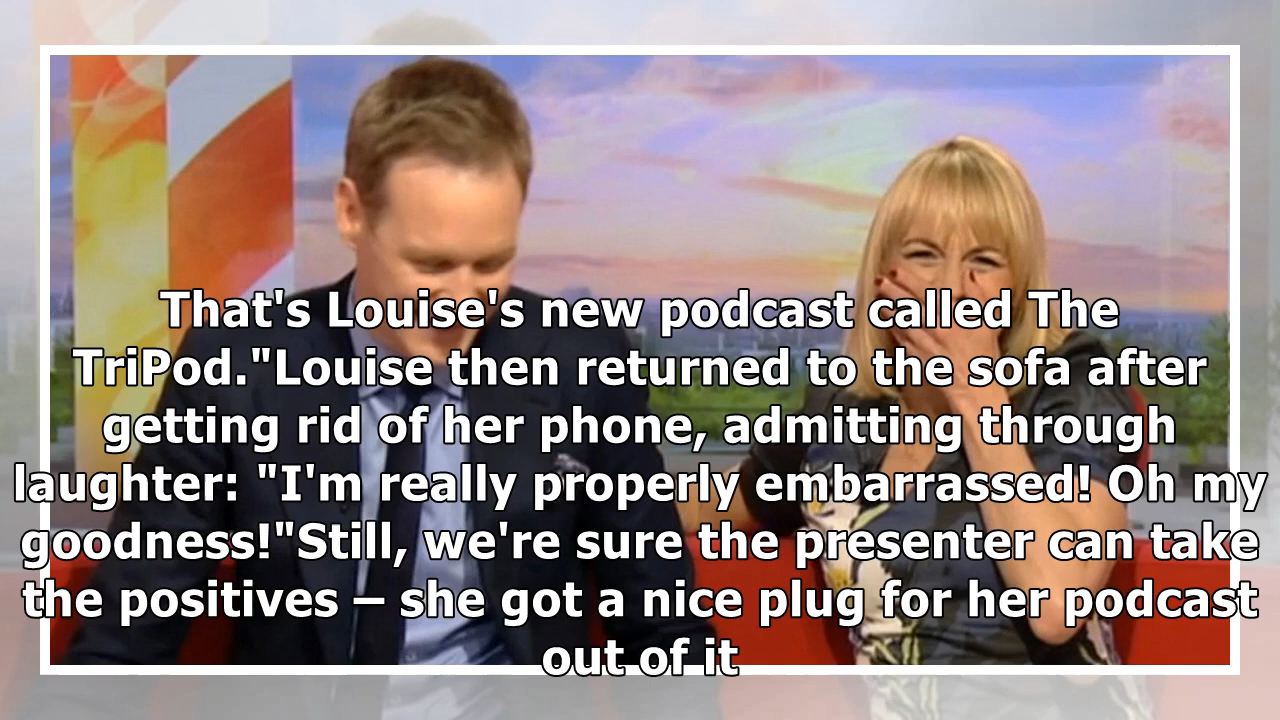 That's Louise's new podcast called The
TriPod."Louise then returned to the sofa after
getting rid of her phone, admitting through
laughter: "I'm really properly embarrassed! Oh my
goodness!"Still, we're sure the presenter can take
the positives – she got a nice plug for her podcast
out of it